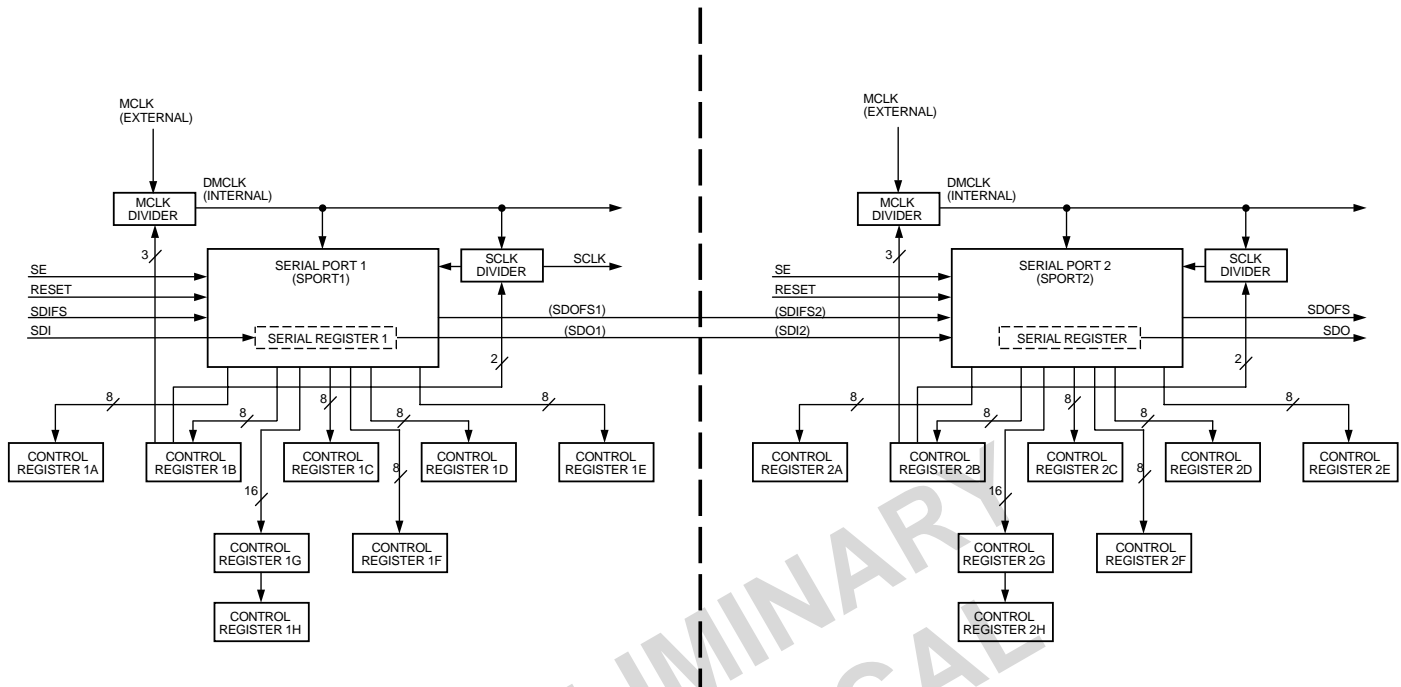 MCLK
(EXTERNAL)
DMCLK
(INTERNAL)
MCLK
DIVIDER
3
SE
RESET
SDIFS
SDI
SERIAL PORT 1
(SPORT1)
SERIAL REGISTER 1
SCLK
DIVIDER
SCLK
(SDOFS1)
(SDO1)
2
8
8
8
8
8
CONTROL
REGISTER 1A
CONTROL
REGISTER 1B
CONTROL
REGISTER 1C
CONTROL
REGISTER 1D
CONTROL
REGISTER 1E
16
8
CONTROL
REGISTER 1G
CONTROL
REGISTER 1F
CONTROL
REGISTER 1H
MCLK
(EXTERNAL)
DMCLK
(INTERNAL)
MCLK
DIVIDER
3
SE
RESET
(SDIFS2)
(SDI2)
SERIAL PORT 2
(SPORT2)
SERIAL REGISTER
SCLK
DIVIDER
SDOFS
SDO
2
8
8
8
8
8
CONTROL
REGISTER 2A
CONTROL
REGISTER 2B
CONTROL
REGISTER 2C
CONTROL
REGISTER 2D
CONTROL
REGISTER 2E
16
8
CONTROL
REGISTER 2G
CONTROL
REGISTER 2F
CONTROL
REGISTER 2H